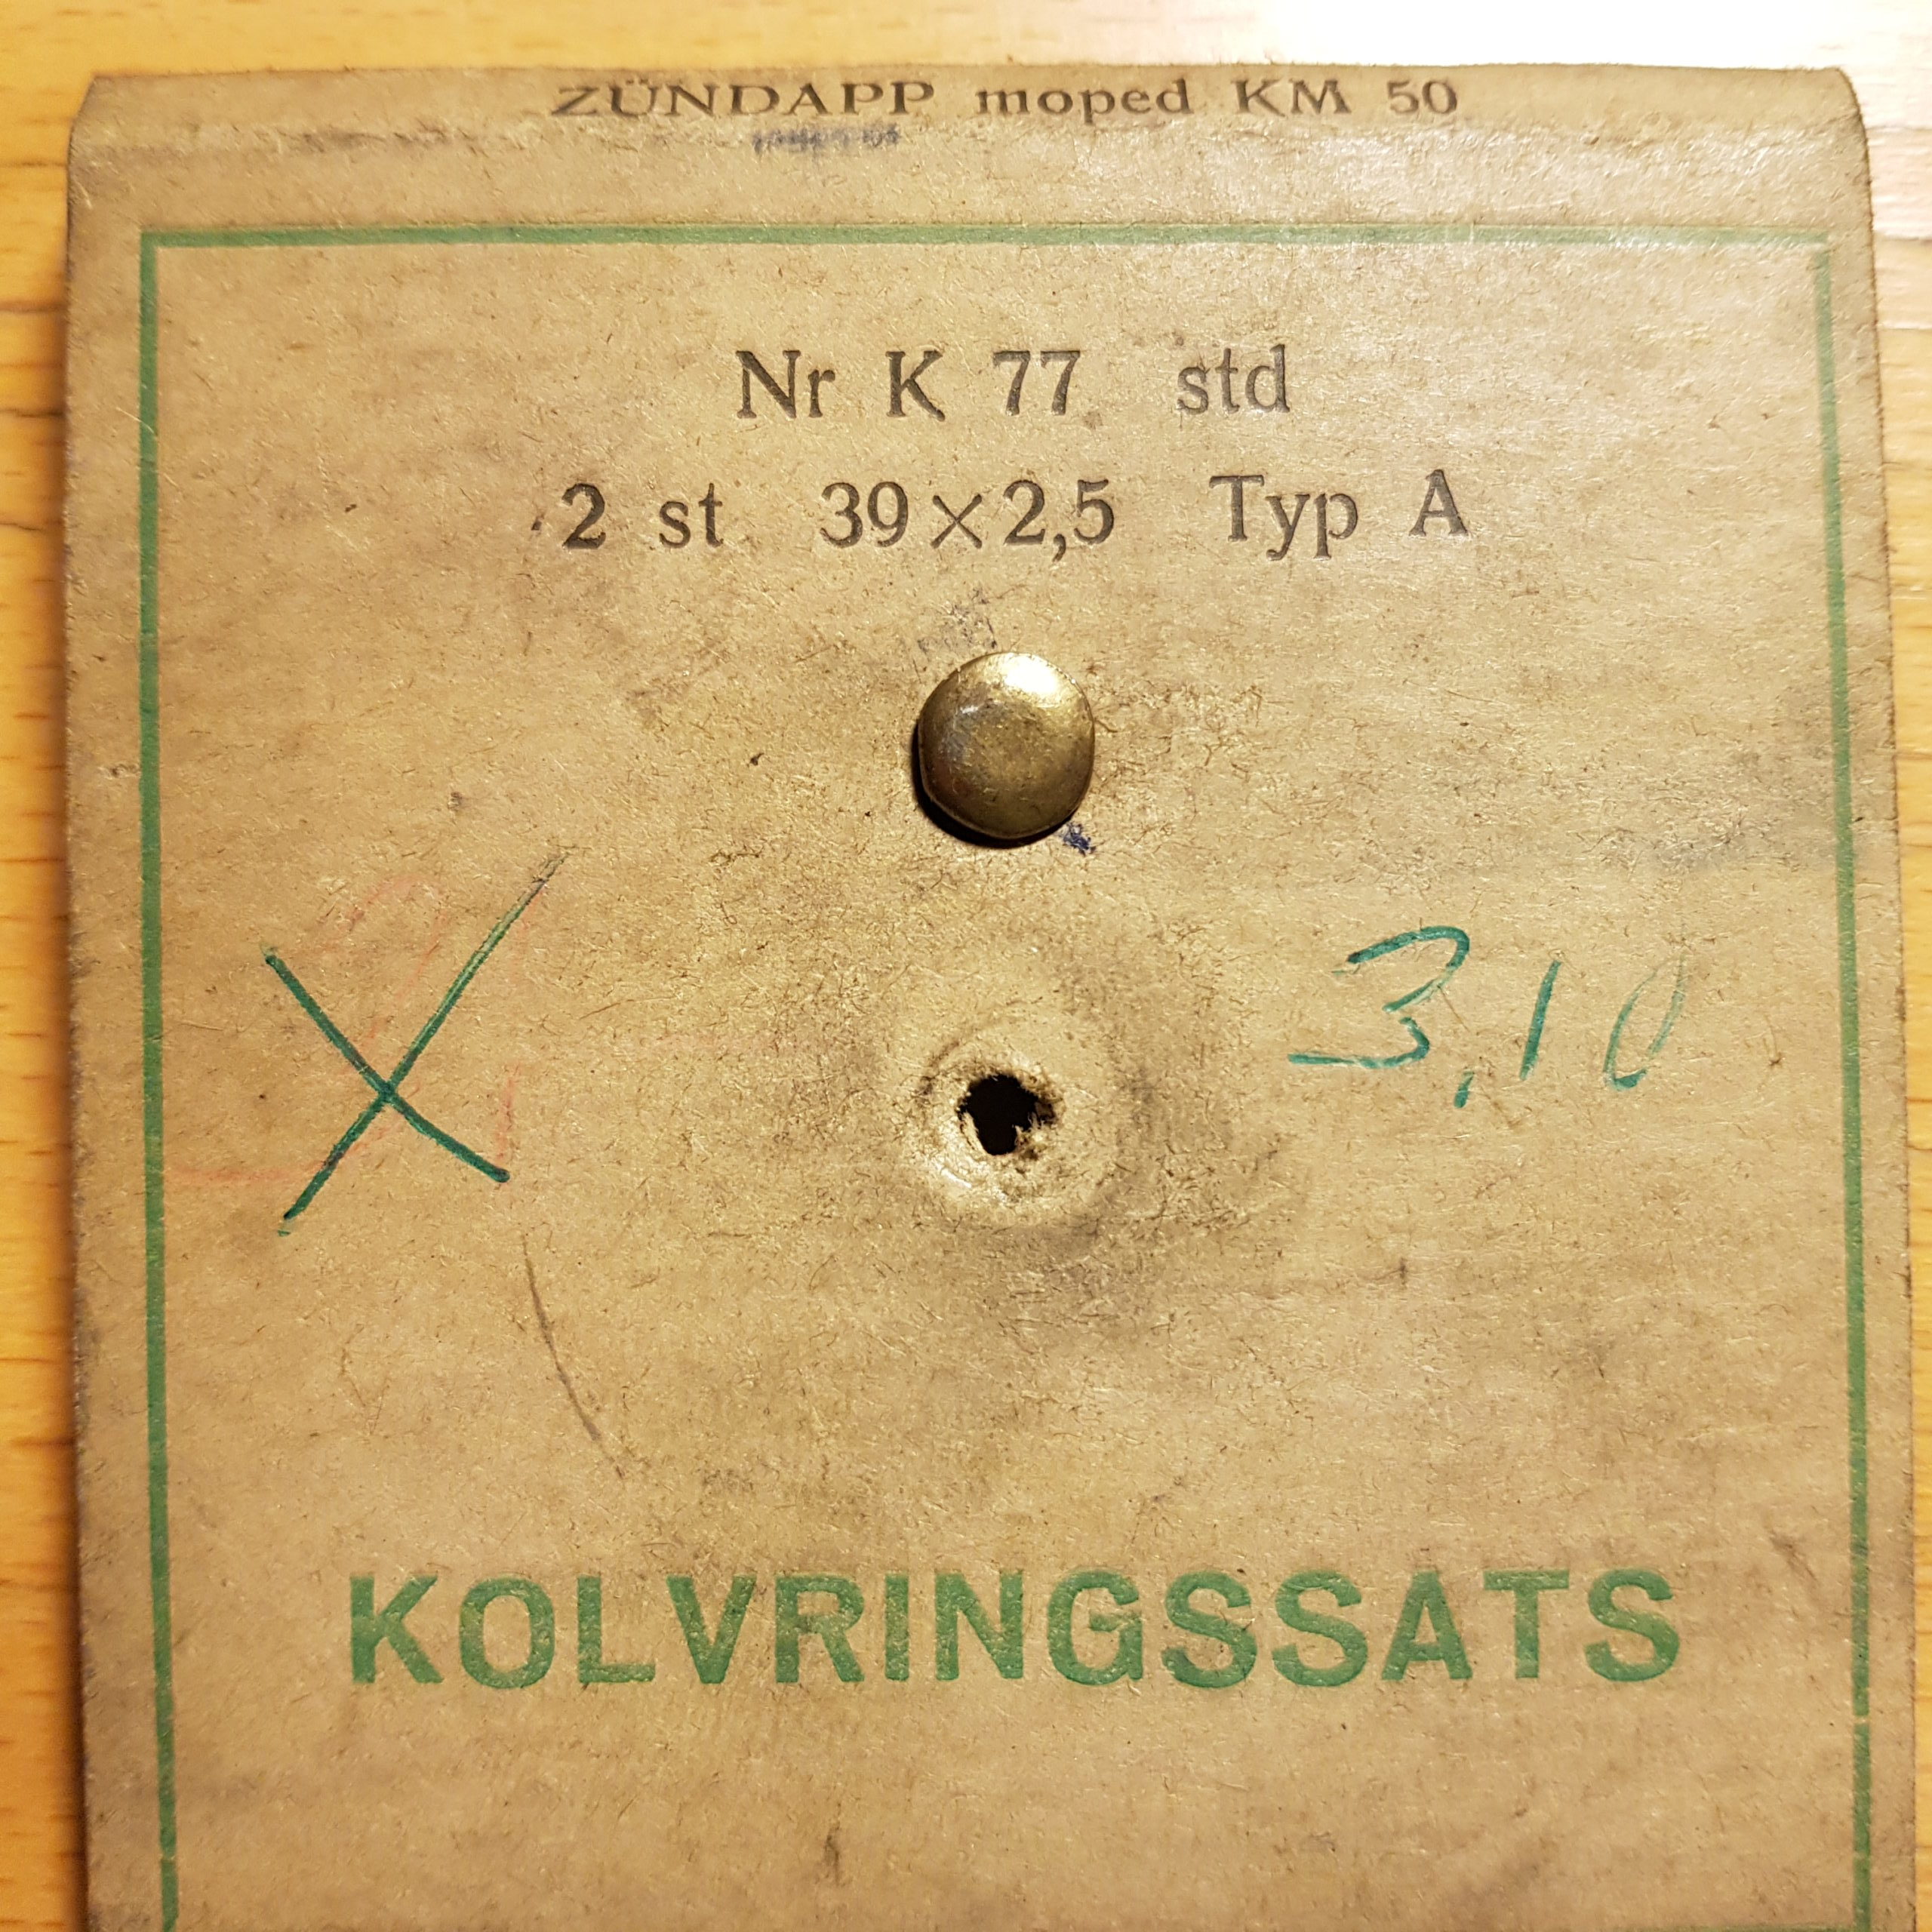 ZÜNDAPP moped KM 50
Nr K 77 std
2 st 39×2,5 Typ A
X 3,10
KOLVRINGSSATS